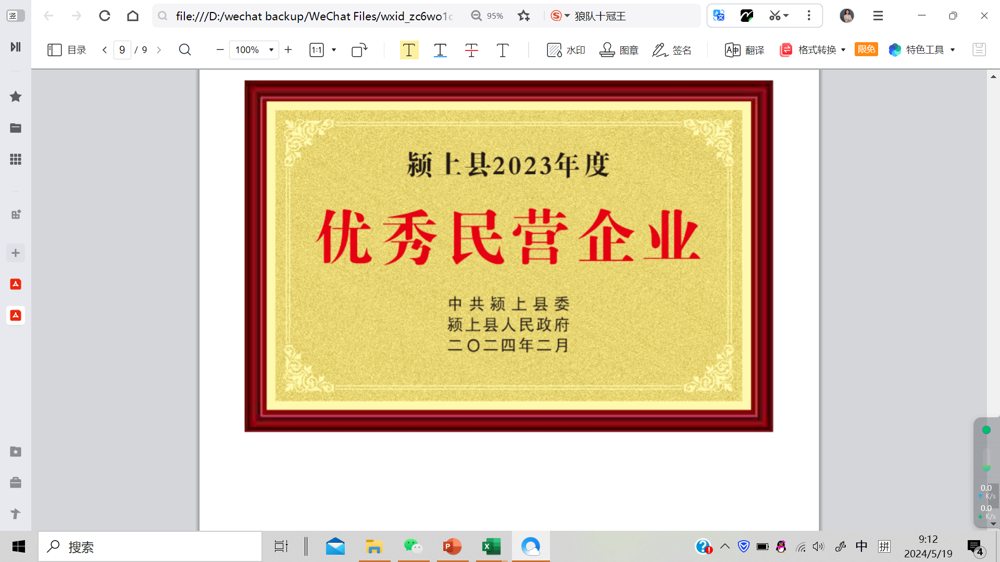 竖
file:///D:/wechat backup/WeChat Files/wxid_zc6wo1c
95%
狼队十冠王
目录
9 / 9
100%
1:1
水印
图章
签名
翻译
格式转换
限免
特色工具
颍上县2023年度
优秀民营企业
中共颍上县委
颍上县人民政府
二〇二四年二月
0.0
K/s
0.0
K/s
搜索
中
拼
9:12
2024/5/19
4